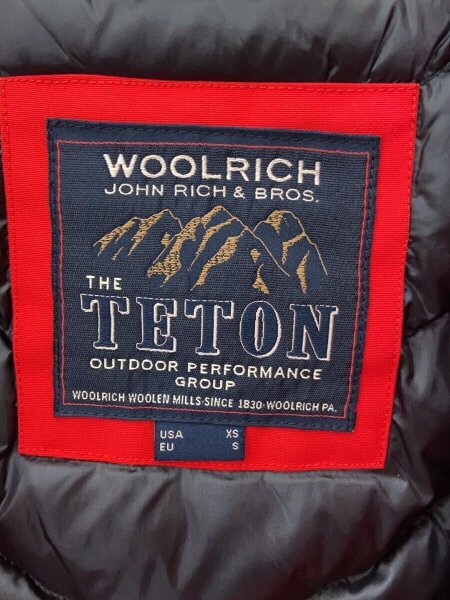 WOOLRICH
JOHN RICH & BROS.
THE
TETON
OUTDOOR PERFORMANCE
GROUP
WOOLRICH WOOLEN MILLS·SINCE 1830·WOOLRICH PA.
USA XS
EU S